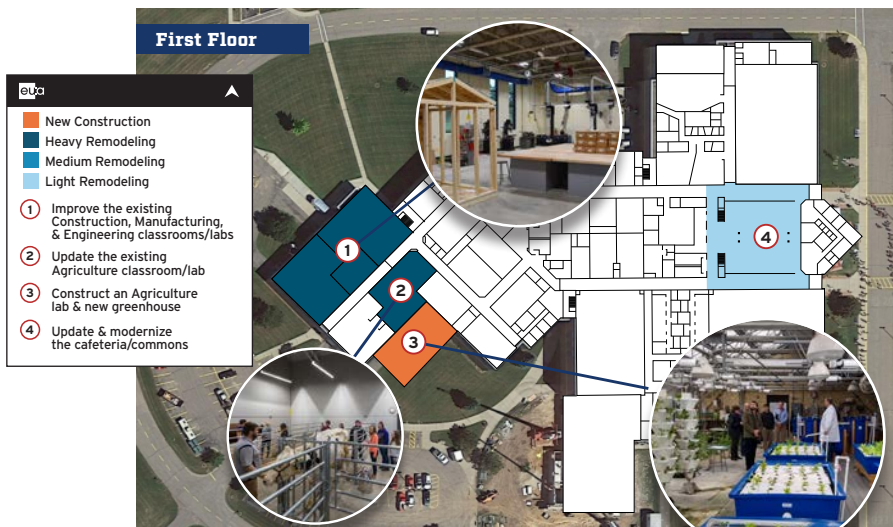 First Floor
eua
New Construction
Heavy Remodeling
Medium Remodeling
Light Remodeling
1 Improve the existing
Construction, Manufacturing,
& Engineering classrooms/labs
2 Update the existing
Agriculture classroom/lab
3 Construct an Agriculture
lab & new greenhouse
4 Update & modernize
the cafeteria/commons
1
2
3
4